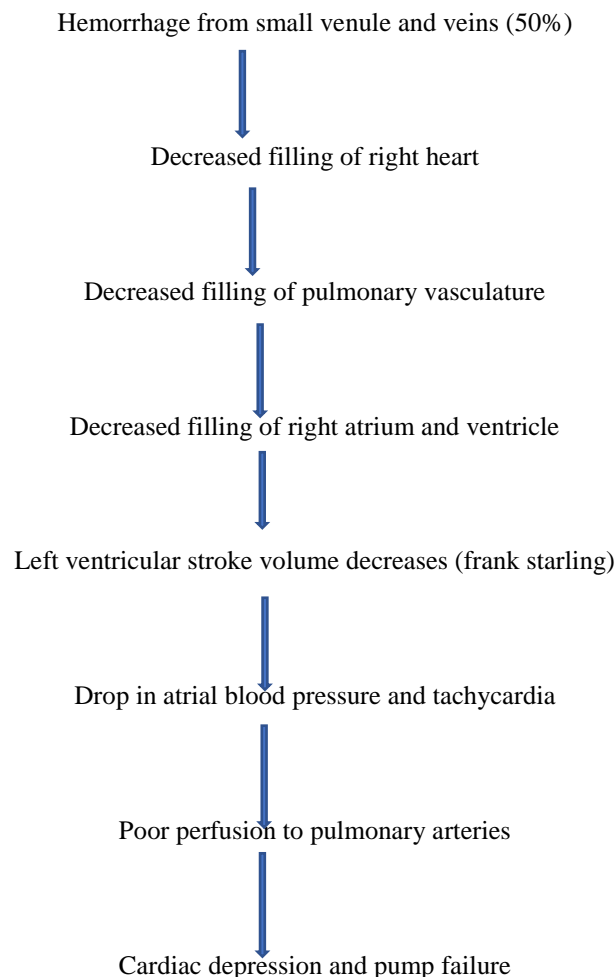 Hemorrhage from small venule and veins (50%)
Decreased filling of right heart
Decreased filling of pulmonary vasculature
Decreased filling of right atrium and ventricle
Left ventricular stroke volume decreases (frank starling)
Drop in atrial blood pressure and tachycardia
Poor perfusion to pulmonary arteries
Cardiac depression and pump failure